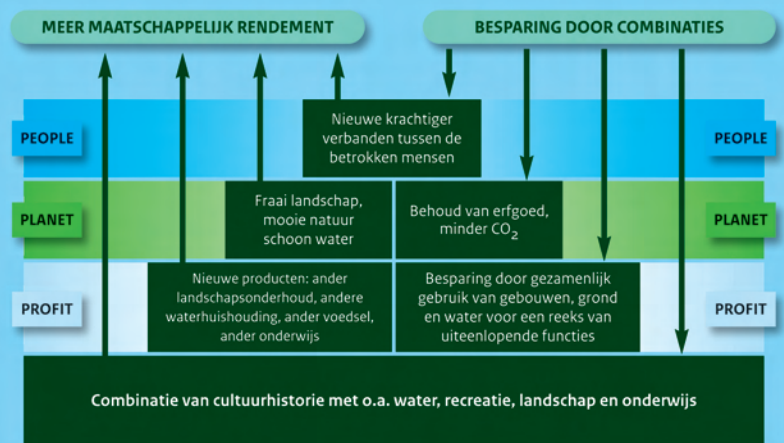 MEER MAATSCHAPPELIJK RENDEMENT
BESPARING DOOR COMBINATIES
PEOPLE
Nieuwe krachtiger
verbanden tussen de
betrokken mensen
PEOPLE
PLANET
Fraai landschap,
mooie natuur
schoon water
Behoud van erfgoed,
minder CO2
PLANET
PROFIT
Nieuwe producten: ander
landschapsonderhoud, andere
waterhuishouding, ander voedsel,
ander onderwijs
Besparing door gezamenlijk
gebruik van gebouwen, grond
en water voor een reeks van
uiteenlopende functies
PROFIT
Combinatie van cultuurhistorie met o.a. water, recreatie, landschap en onderwijs